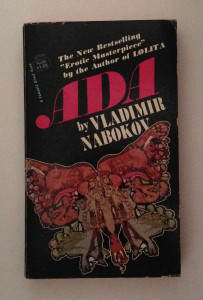 The New Bestselling
"Erotic Masterpiece"
by the Author of LOLITA
ADA
by VLADIMIR
NABOKOV